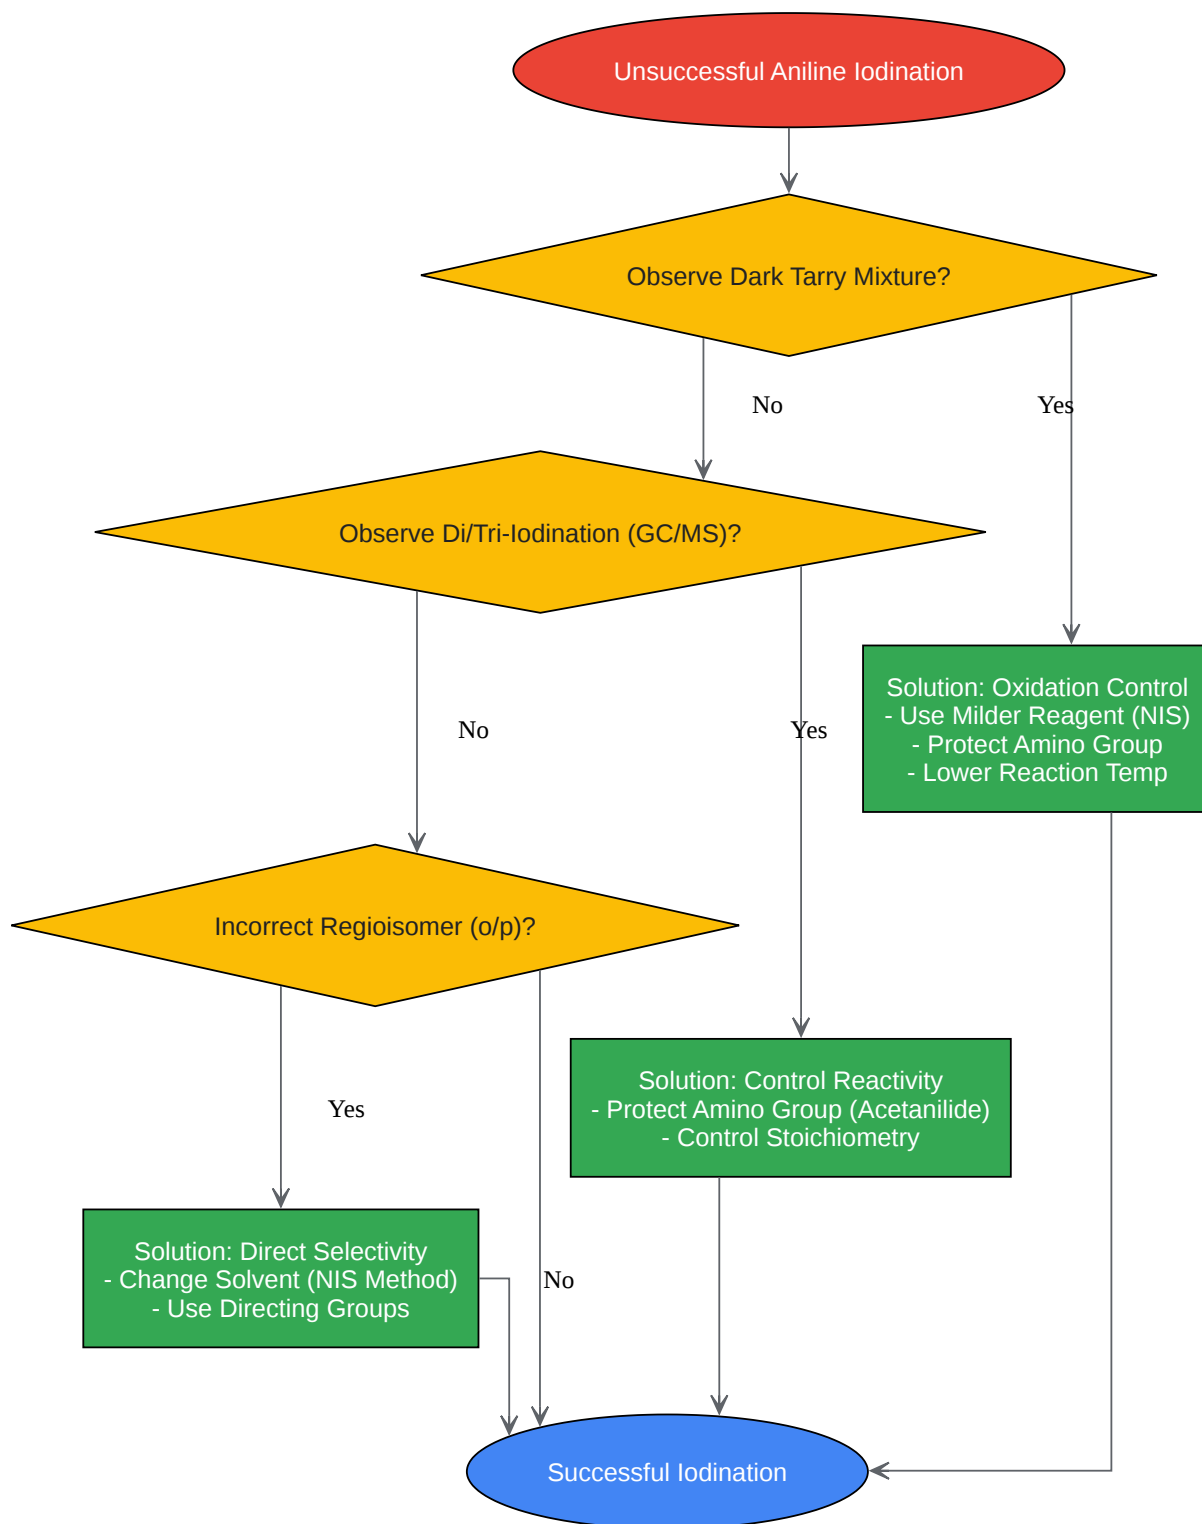 Unsuccessful Aniline Iodination
Observe Dark Tarry Mixture?
No
Yes
Observe Di/Tri-Iodination (GC/MS)?
Solution: Oxidation Control
- Use Milder Reagent (NIS)
- Protect Amino Group
- Lower Reaction Temp
No
Yes
Incorrect Regioisomer (o/p)?
Solution: Control Reactivity
- Protect Amino Group (Acetanilide)
- Control Stoichiometry
Yes
Solution: Direct Selectivity
- Change Solvent (NIS Method)
- Use Directing Groups
No
Successful Iodination